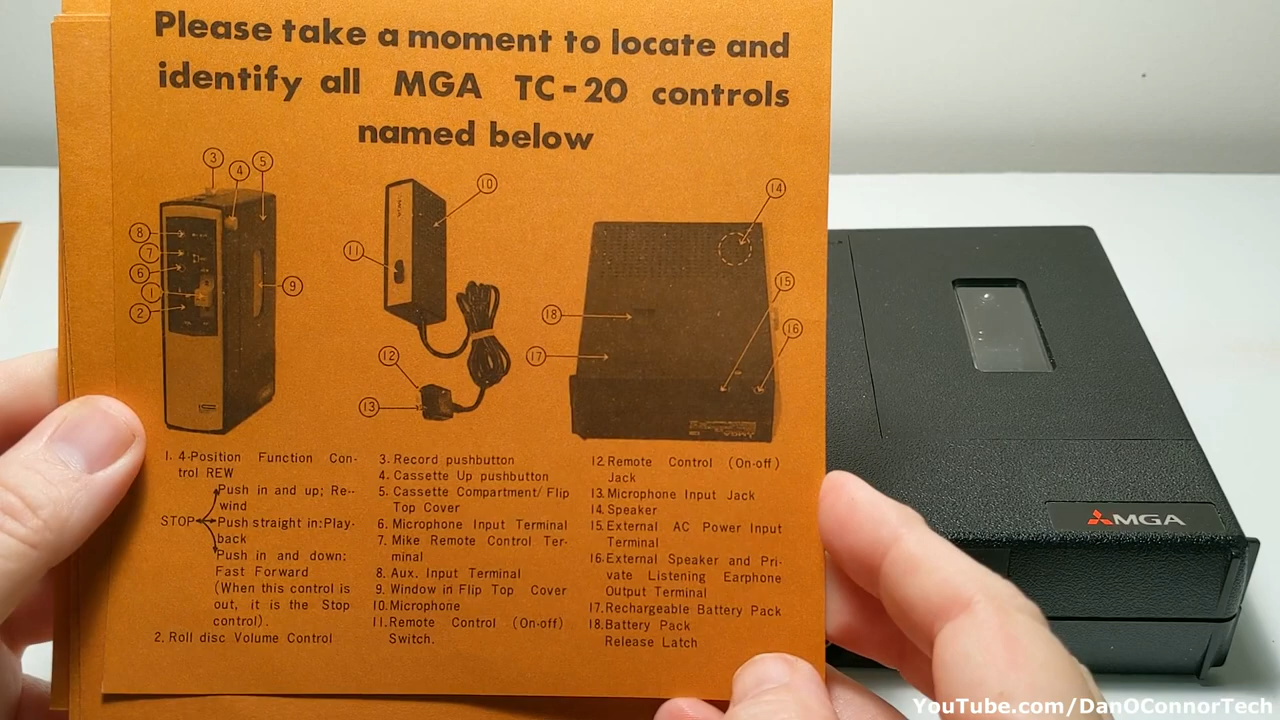 Please take a moment to locate and
identify all MGA TC-20 controls
named below
3
4
5
8
7
6
1
2
9
MGA
10
11
12
13
14
15
16
18
17
MGA
1. 4-Position Function Con-
trol REW
Push in and up; Re-
wind
STOP Push straight in:Play-
back
Push in and down:
Fast Forward
(When this control is
out, it is the Stop
control).
2. Roll disc Volume Control
3. Record pushbutton
4. Cassette Up pushbutton
5. Cassette Compartment/Flip
Top Cover
6. Microphone Input Terminal
7. Mike Remote Control Ter-
minal
8. Aux. Input Terminal
9. Window in Flip Top Cover
10. Microphone
11. Remote Control (On-off)
Switch.
12. Remote Control (On-off)
Jack
13. Microphone Input Jack
14. Speaker
15. External AC Power Input
Terminal
16. External Speaker and Pri-
vate Listening Earphone
Output Terminal
17. Rechargeable Battery Pack
18. Battery Pack
Release Latch
MGA
YouTube.com/DanOConnorTech